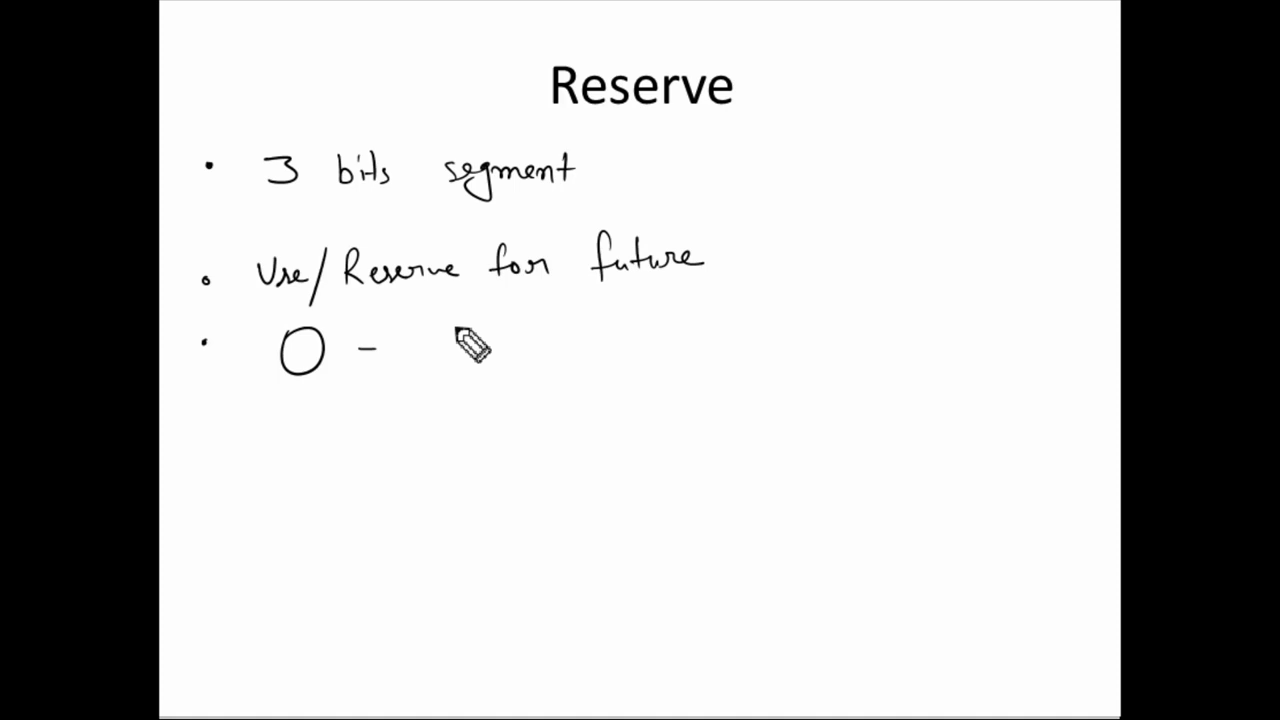 Reserve
• 3 bits segment
• Use/Reserve for future
• 0 -